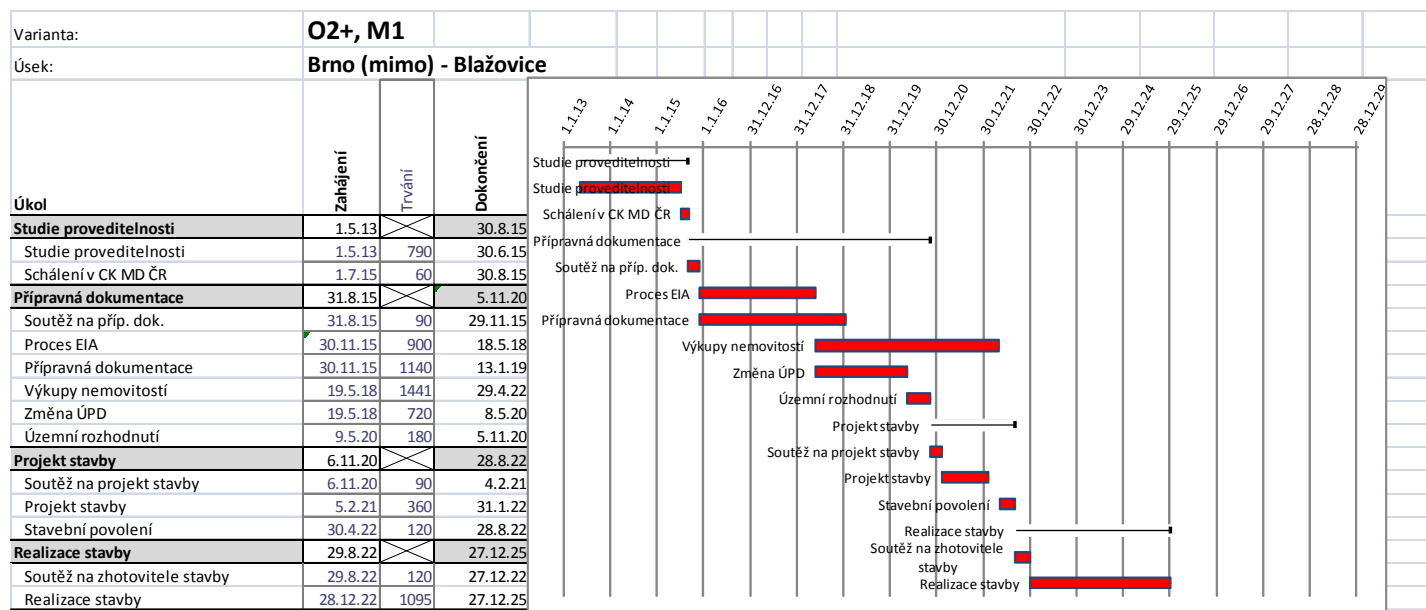 Varianta: O2+, M1
Úsek: Brno (mimo) - Blažovice
Úkol Zahájení Trvání Dokončení
Studie proveditelnosti 1.5.13 30.8.15
Studie proveditelnosti 1.5.13 790 30.6.15
Schálení v CK MD ČR 1.7.15 60 30.8.15
Přípravná dokumentace 31.8.15 5.11.20
Soutěž na příp. dok. 31.8.15 90 29.11.15
Proces EIA 30.11.15 900 18.5.18
Přípravná dokumentace 30.11.15 1140 13.1.19
Výkupy nemovitostí 19.5.18 1441 29.4.22
Změna ÚPD 19.5.18 720 8.5.20
Územní rozhodnutí 9.5.20 180 5.11.20
Projekt stavby 6.11.20 28.8.22
Soutěž na projekt stavby 6.11.20 90 4.2.21
Projekt stavby 5.2.21 360 31.1.22
Stavební povolení 30.4.22 120 28.8.22
Realizace stavby 29.8.22 27.12.25
Soutěž na zhotovitele stavby 29.8.22 120 27.12.22
Realizace stavby 28.12.22 1095 27.12.25
1.1.13 1.1.14 1.1.15 1.1.16 31.12.16 31.12.17 31.12.18 31.12.19 30.12.20 30.12.21 30.12.22 30.12.23 29.12.24 29.12.25 29.12.26 29.12.27 28.12.28 28.12.29
Studie proveditelnosti
Studie proveditelnosti
Schálení v CK MD ČR
Přípravná dokumentace
Soutěž na příp. dok.
Proces EIA
Přípravná dokumentace
Výkupy nemovitostí
Změna ÚPD
Územní rozhodnutí
Projekt stavby
Soutěž na projekt stavby
Projekt stavby
Stavební povolení
Realizace stavby
Soutěž na zhotovitele
stavby
Realizace stavby